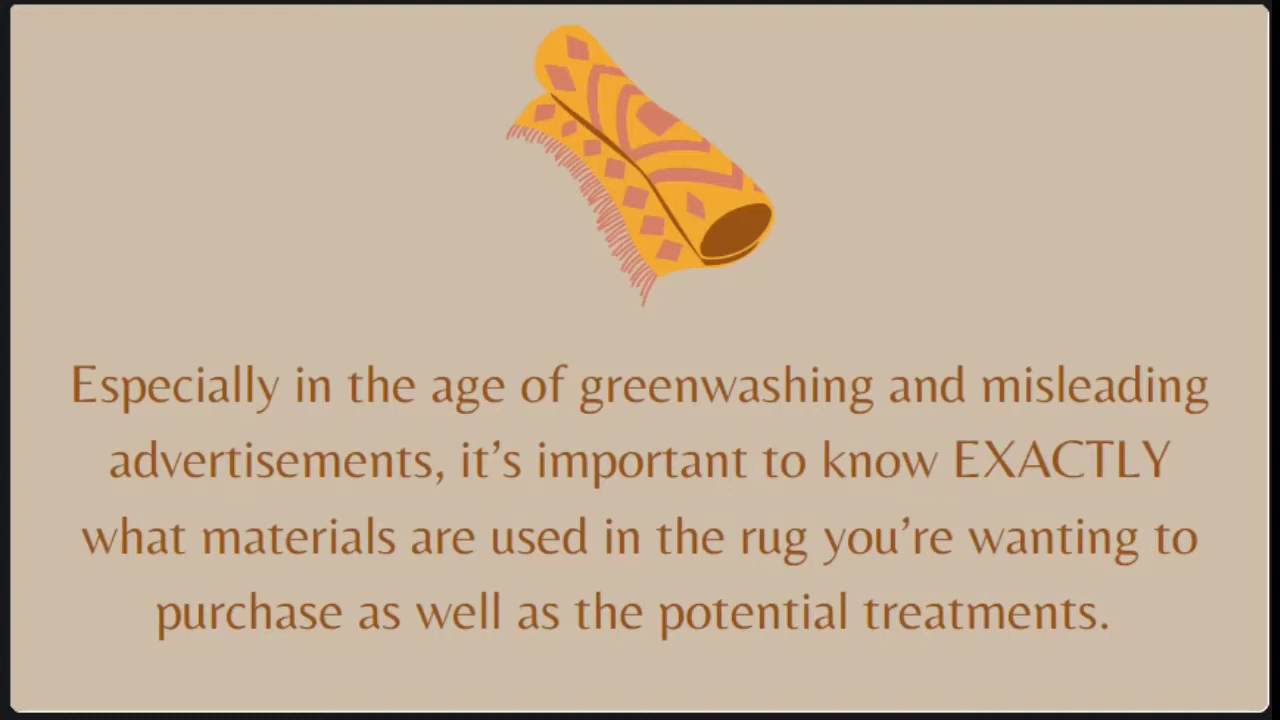 Especially in the age of greenwashing and misleading
advertisements, it’s important to know EXACTLY
what materials are used in the rug you’re wanting to
purchase as well as the potential treatments.